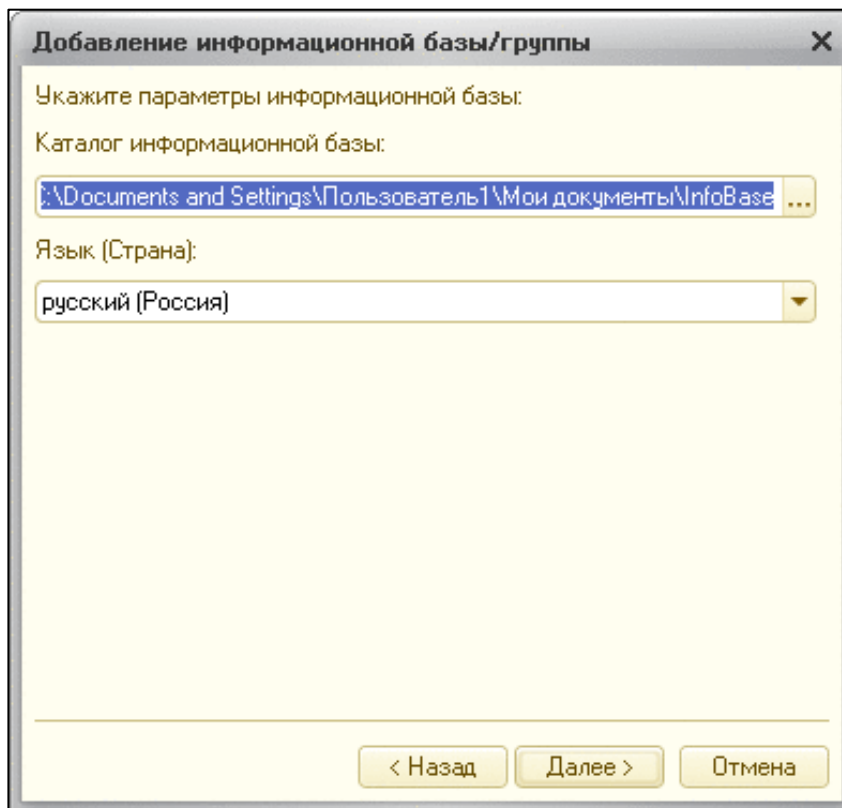 Добавление информационной базы/группы
Укажите параметры информационной базы:
Каталог информационной базы:
C:\Documents and Settings\Пользователь1\Мои документы\InfoBase ...
Язык (Страна):
русский (Россия)
< Назад Далее > Отмена